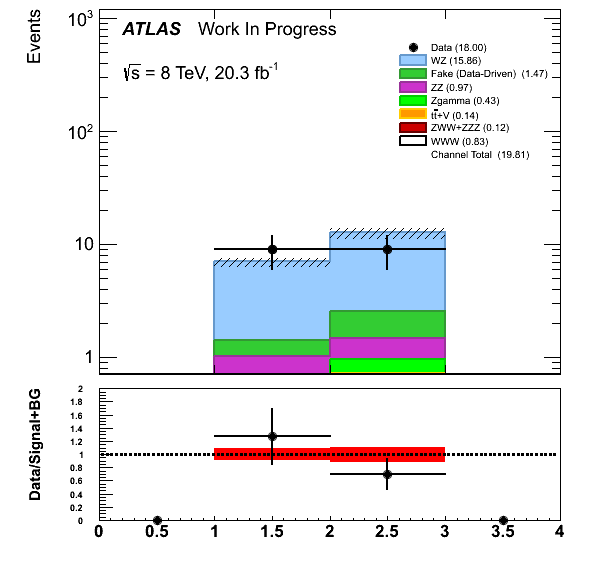 Events
ATLAS Work In Progress
√s = 8 TeV, 20.3 fb-1
Data (18.00)
WZ (15.86)
Fake (Data-Driven) (1.47)
ZZ (0.97)
Zgamma (0.43)
tt̄+V (0.14)
ZWW+ZZZ (0.12)
WWW (0.83)
Channel Total (19.81)
10³
10²
10
1
Data/Signal+BG
2
1.8
1.6
1.4
1.2
1
0.8
0.6
0.4
0.2
0
0 0.5 1 1.5 2 2.5 3 3.5 4